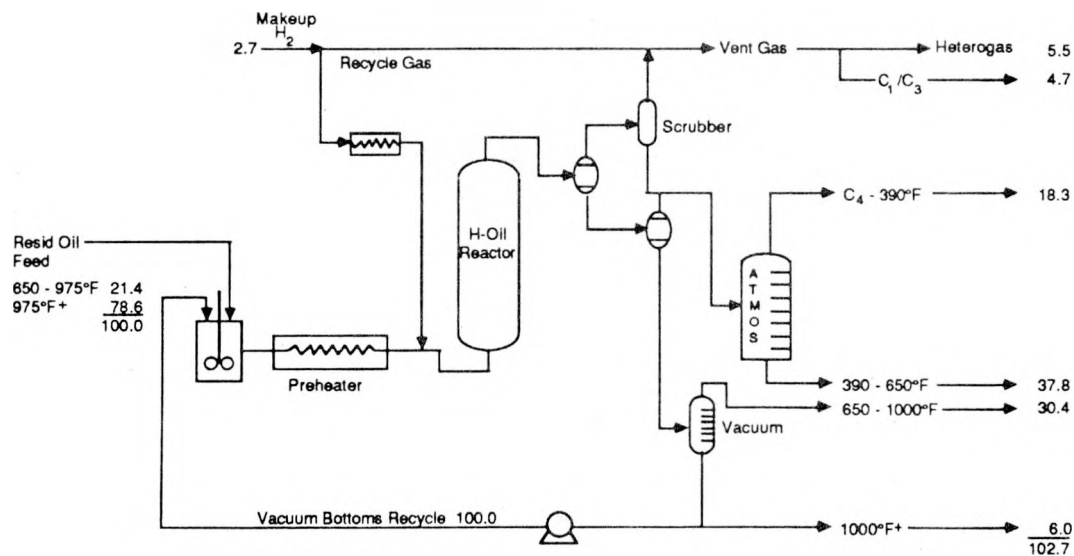 Makeup
H2
2.7
Recycle Gas
Vent Gas
Heterogas 5.5
C1/C3 4.7
Scrubber
C4 - 390°F 18.3
H-Oil
Reactor
Resid Oil
Feed
650 - 975°F 21.4
975°F+ 78.6
100.0
ATMOS
Preheater
390 - 650°F 37.8
650 - 1000°F 30.4
Vacuum
Vacuum Bottoms Recycle 100.0
1000°F+ 6.0
102.7